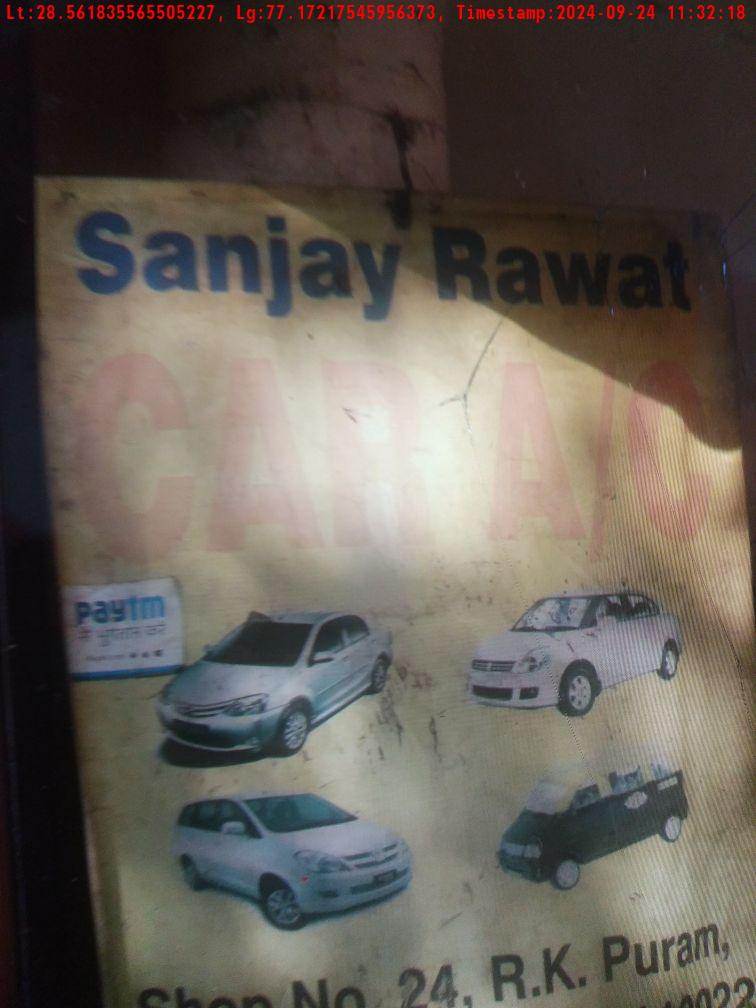 Lt:28.561835565505227, Lg:77.17217545956373, Timestamp:2024-09-24 11:32:18
Sanjay Rawat
CAR A/C
paytm
Shop No. 24, R.K. Puram,